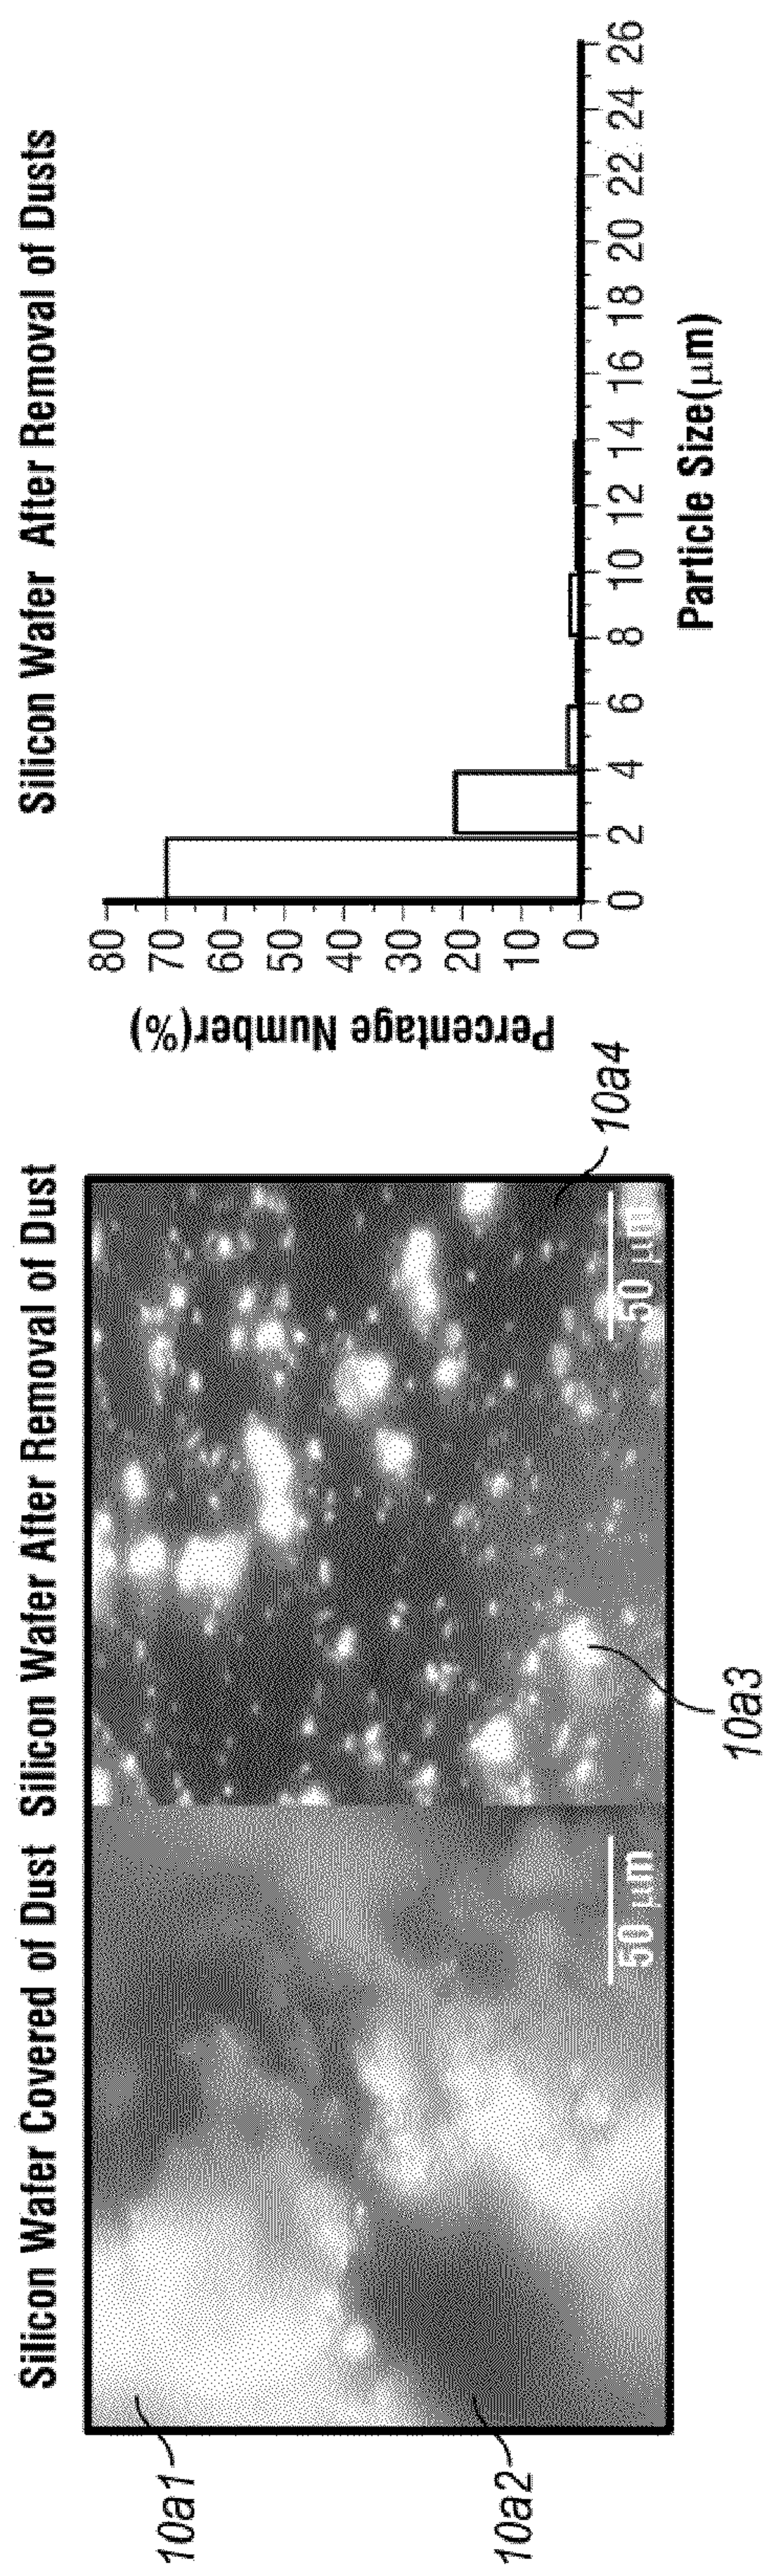 Silicon Wafer Covered of Dust
Silicon Wafer After Removal of Dust
10a1
10a2
50 μm
50 μm
10a3
10a4
Silicon Wafer After Removal of Dusts
Percentage Number(%)
80
70
60
50
40
30
20
10
0
0 2 4 6 8 10 12 14 16 18 20 22 24 26
Particle Size(μm)